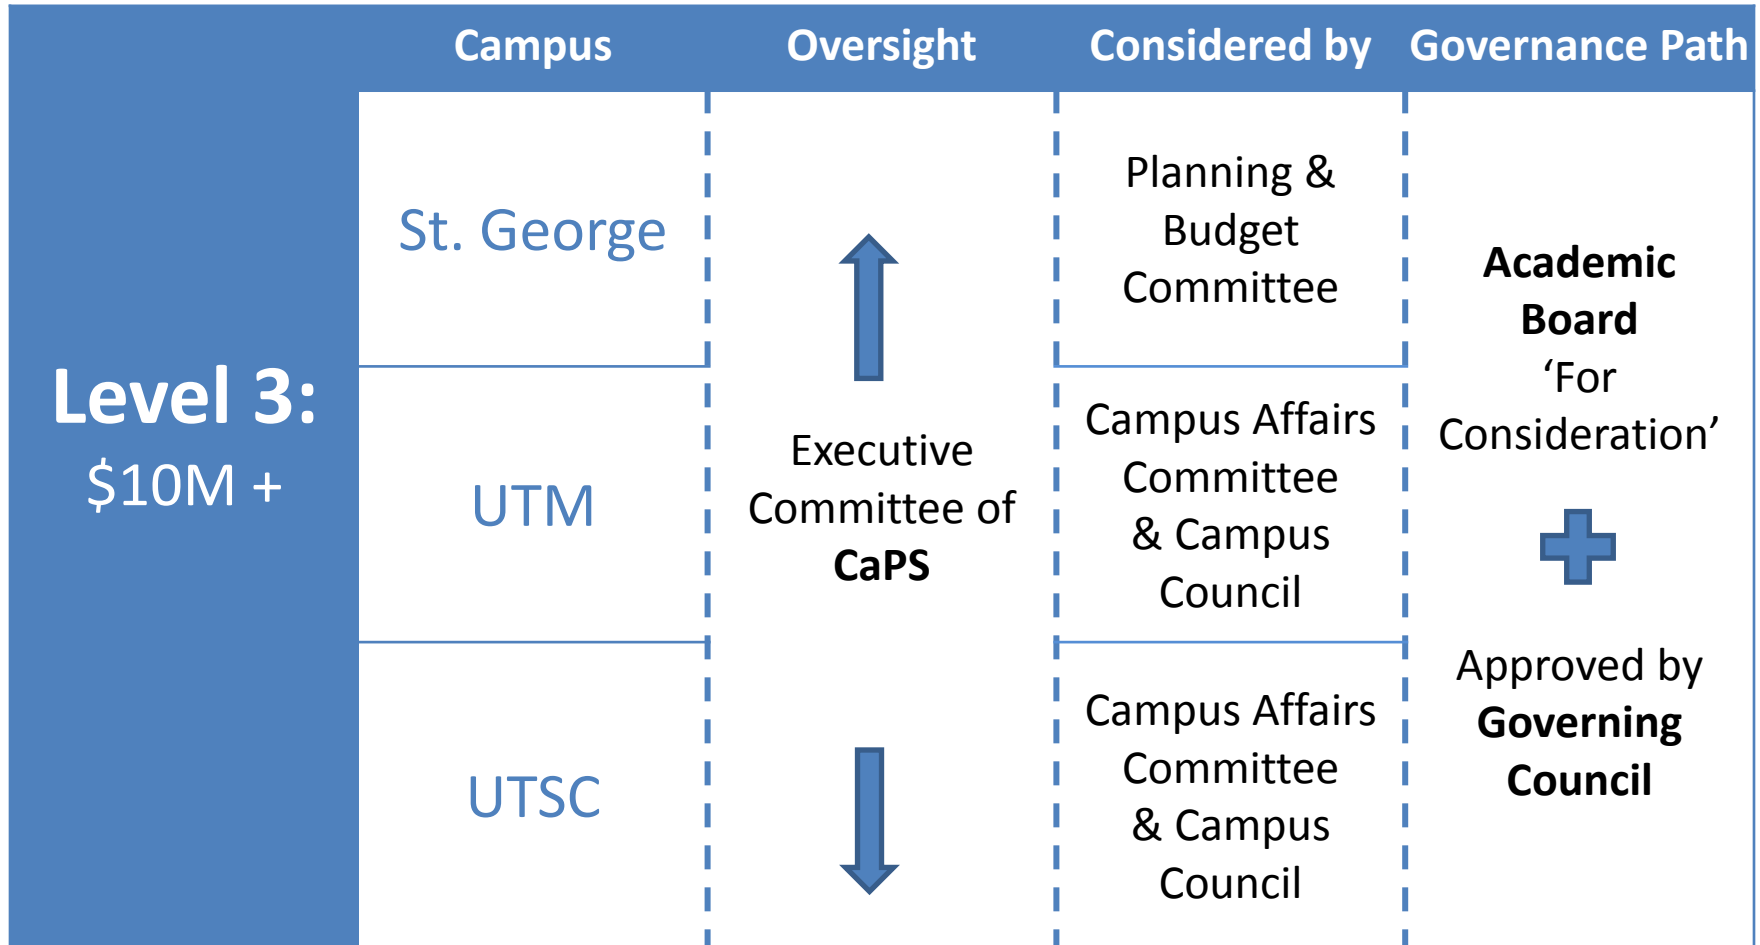 Campus
Oversight
Considered by
Governance Path
Level 3:
$10M +
St. George
UTM
UTSC
Executive
Committee of
CaPS
Planning &
Budget
Committee
Campus Affairs
Committee
& Campus
Council
Campus Affairs
Committee
& Campus
Council
Academic
Board
‘For
Consideration’
Approved by
Governing
Council